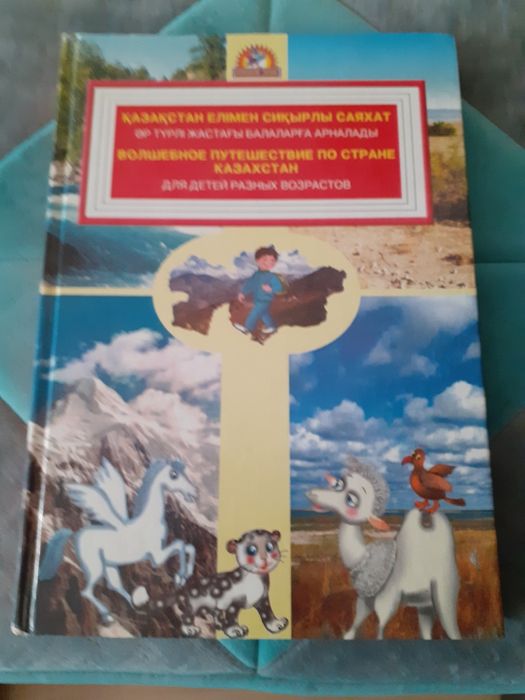 ҚАЗАҚСТАН ЕЛІМЕН СИҚЫРЛЫ САЯХАТ
ӘР ТҮРЛІ ЖАСТАҒЫ БАЛАЛАРҒА АРНАЛАДЫ
ВОЛШЕБНОЕ ПУТЕШЕСТВИЕ ПО СТРАНЕ
КАЗАХСТАН
ДЛЯ ДЕТЕЙ РАЗНЫХ ВОЗРАСТОВ